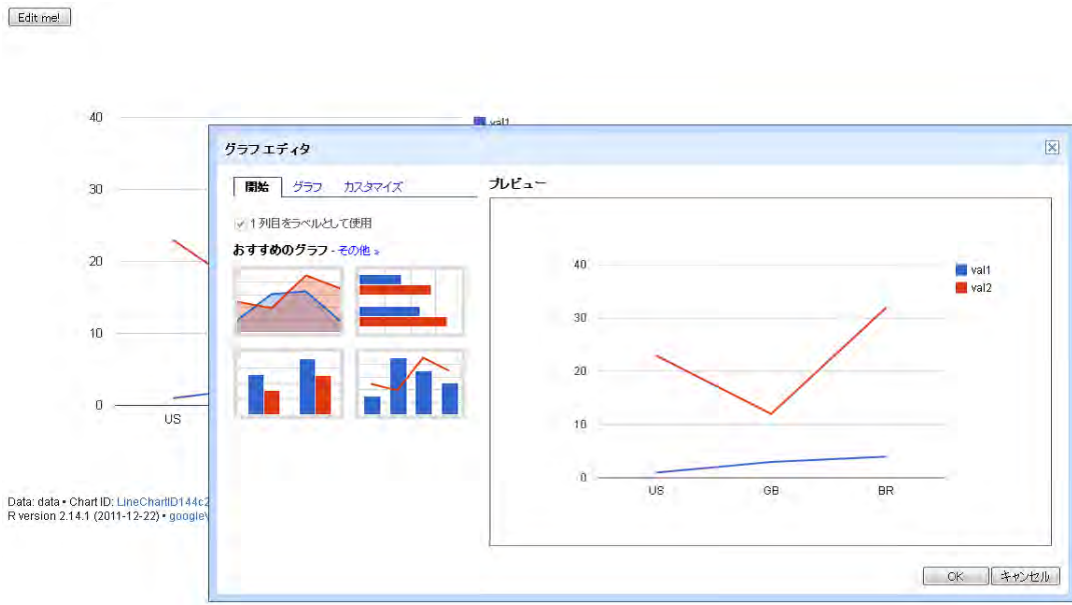 Edit me!
40
30
20
10
0
US
val1
グラフ エディタ
開始 グラフ カスタマイズ
1 列目をラベルとして使用
おすすめのグラフ - その他 »
プレビュー
40
30
20
10
0
US GB BR
val1
val2
OK キャンセル
Data: data • Chart ID: LineChartID144c2
R version 2.14.1 (2011-12-22) • google